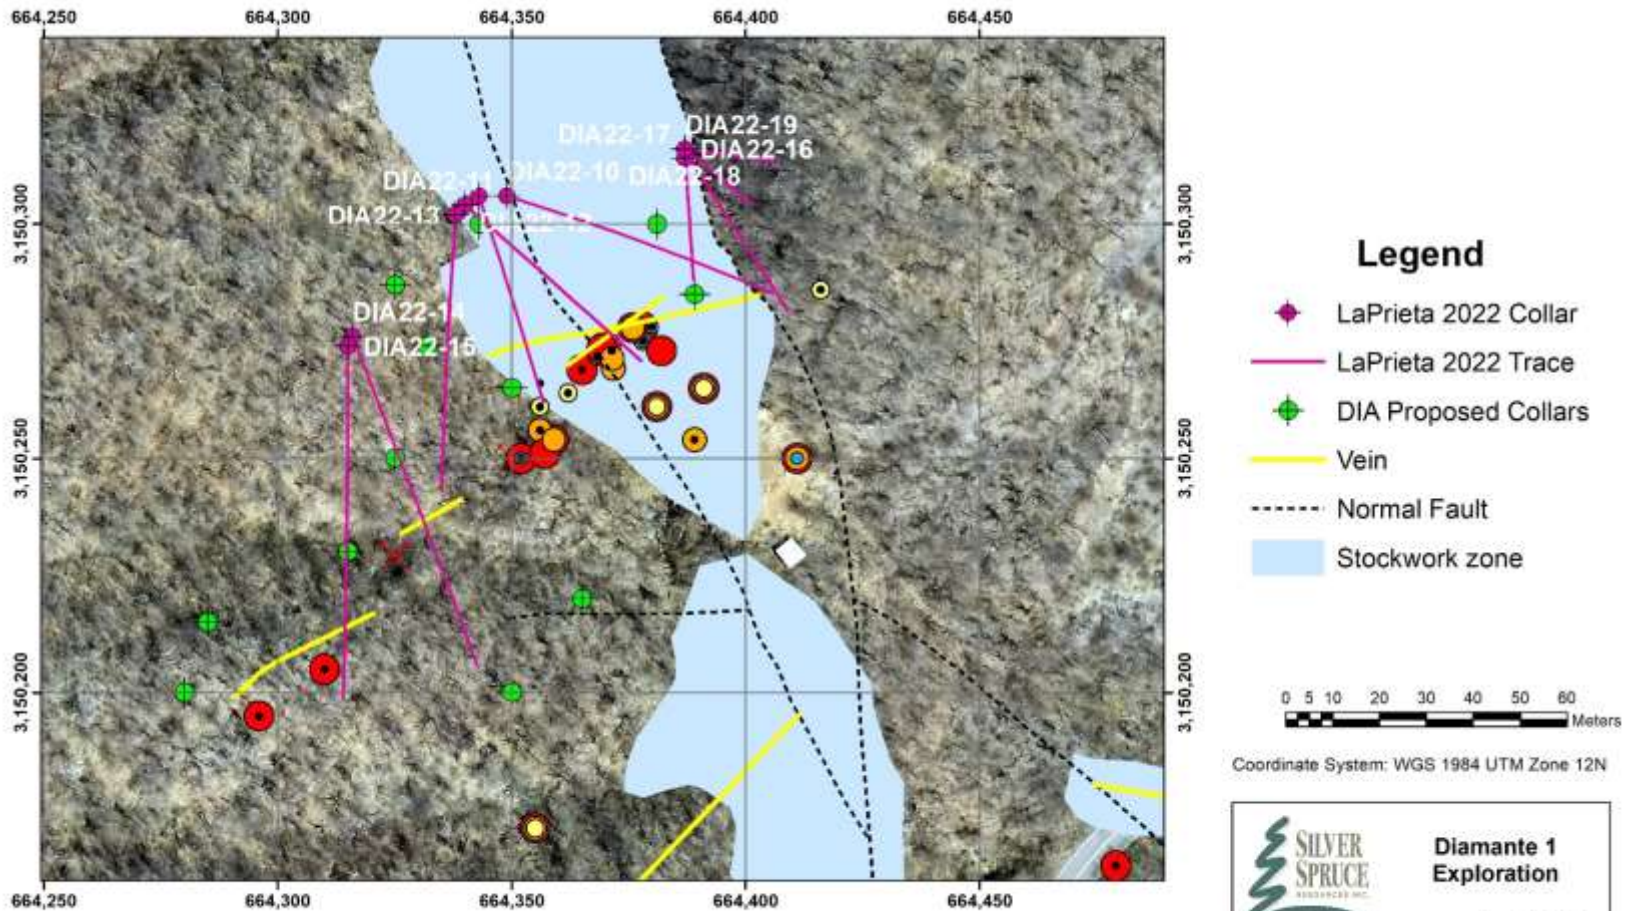 664,250 664,300 664,350 664,400 664,450
3,150,300
3,150,250
3,150,200
DIA22-17
DIA22-19
DIA22-16
DIA22-18
DIA22-10
DIA22-11
DIA22-13
DIA22-12
DIA22-14
DIA22-15
3,150,300
3,150,250
3,150,200
664,250 664,300 664,350 664,400 664,450
Legend
LaPrieta 2022 Collar
LaPrieta 2022 Trace
DIA Proposed Collars
Vein
Normal Fault
Stockwork zone
0 5 10 20 30 40 50 60
Meters
Coordinate System: WGS 1984 UTM Zone 12N
SILVER
SPRUCE
RESOURCES INC.
Diamante 1
Exploration